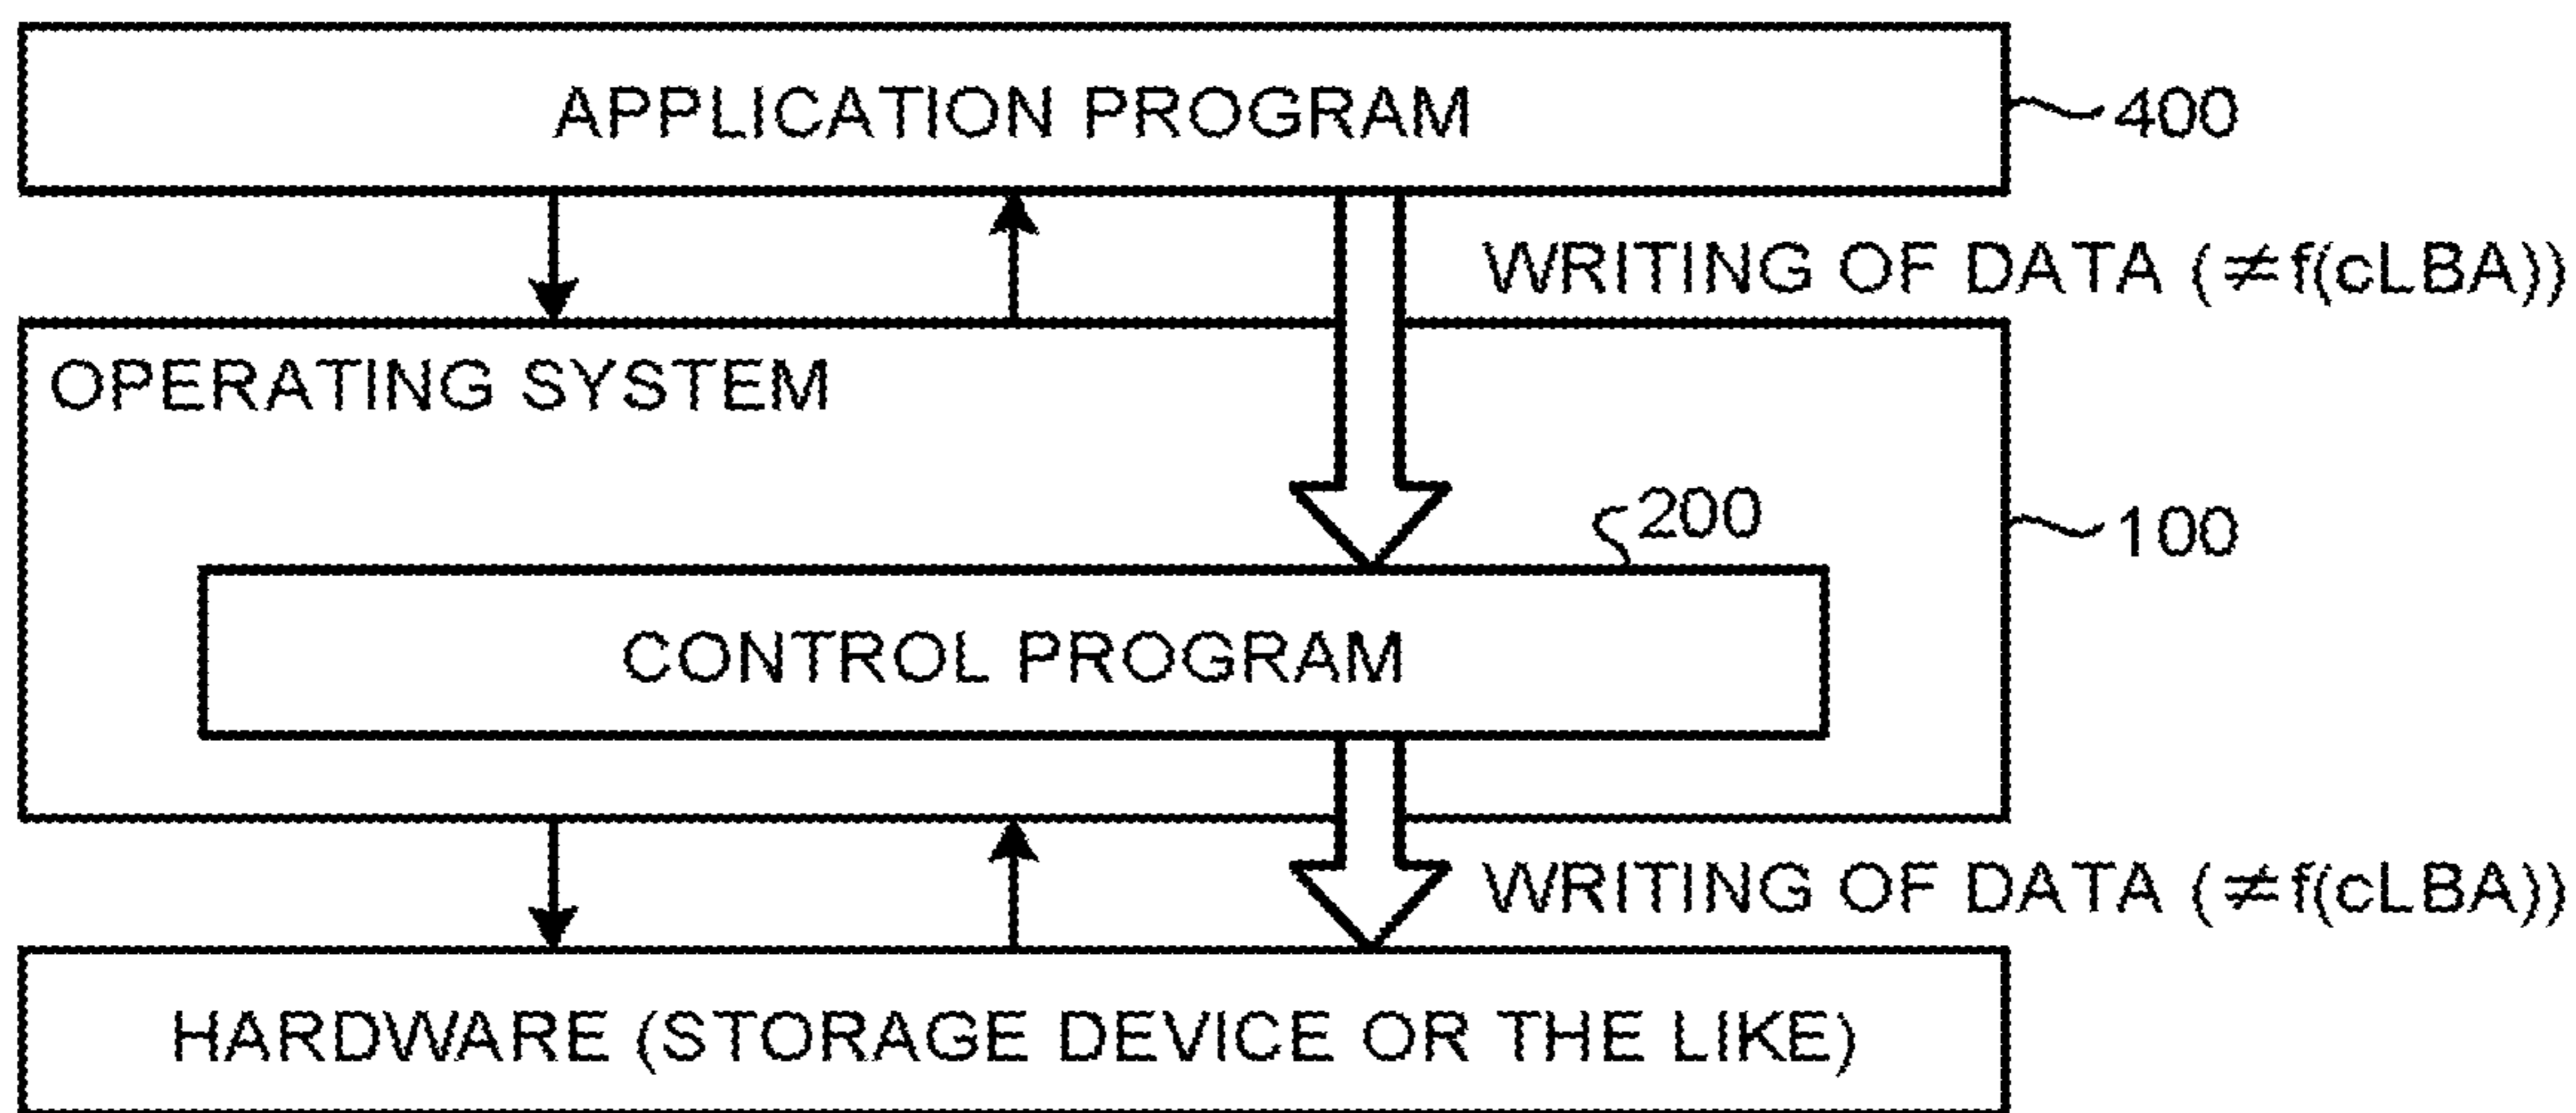 APPLICATION PROGRAM
400
WRITING OF DATA (≠f(cLBA))
OPERATING SYSTEM
200
100
CONTROL PROGRAM
WRITING OF DATA (≠f(cLBA))
HARDWARE (STORAGE DEVICE OR THE LIKE)